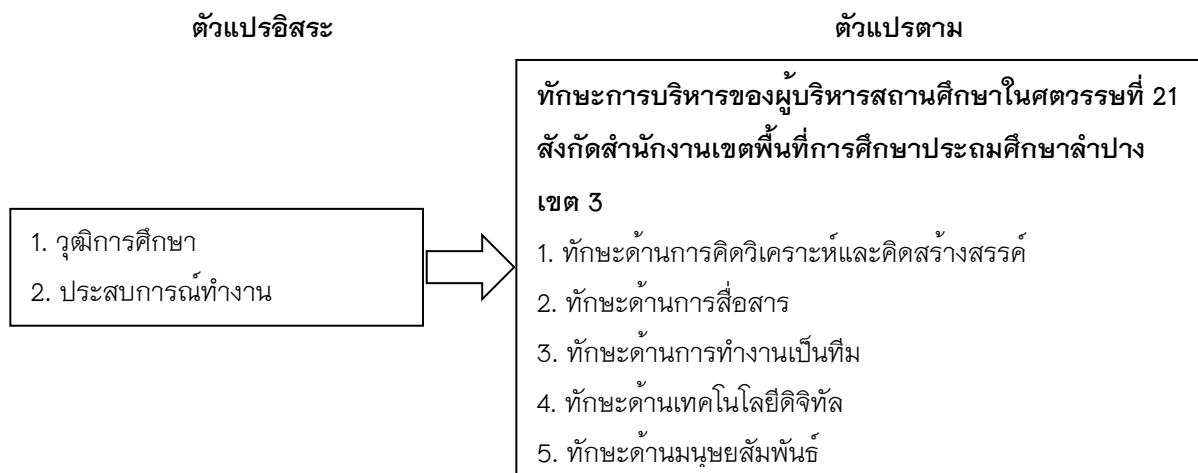 ตัวแปรอิสระ
ตัวแปรตาม
1. วุฒิการศึกษา
2. ประสบการณ์ทำงาน
ทักษะการบริหารของผู้บริหารสถานศึกษาในศตวรรษที่ 21
สังกัดสำนักงานเขตพื้นที่การศึกษาประถมศึกษาลำปาง
เขต 3
1. ทักษะด้านการคิดวิเคราะห์และคิดสร้างสรรค์
2. ทักษะด้านการสื่อสาร
3. ทักษะด้านการทำงานเป็นทีม
4. ทักษะด้านเทคโนโลยีดิจิทัล
5. ทักษะด้านมนุษยสัมพันธ์